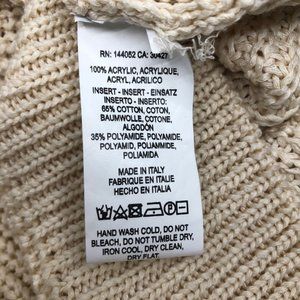 RN: 144052 CA: 30427
100% ACRYLIC, ACRYLIQUE,
ACRYL, ACRILICO
INSERT - INSERT - EINSATZ
INSERTO - INSERTO:
65% COTTON, COTON,
BAUMWOLLE, COTONE,
ALGODÓN
35% POLYAMIDE, POLYAMIDE,
POLYAMID, POLIAMMIDE,
POLIAMIDA
MADE IN ITALY
FABRIQUE EN ITALIE
HECHO EN ITALIA
HAND WASH COLD, DO NOT
BLEACH, DO NOT TUMBLE DRY,
IRON COOL, DRY CLEAN,
DRY FLAT.